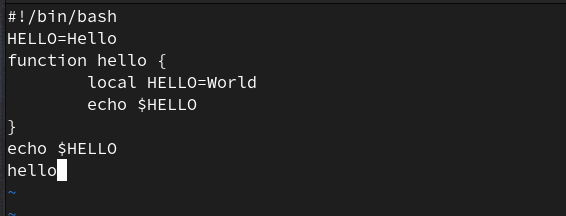 #!/bin/bash
HELLO=Hello
function hello {
        local HELLO=World
        echo $HELLO
}
echo $HELLO
hello
~
~